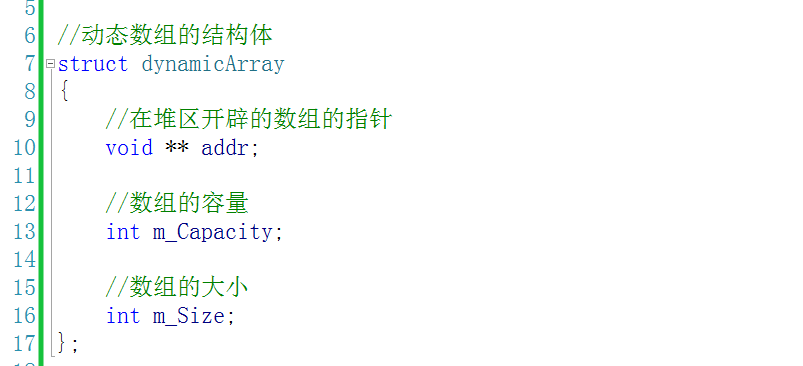 5
6 //动态数组的结构体
7 struct dynamicArray
8 {
9 //在堆区开辟的数组的指针
10 void ** addr;
11
12 //数组的容量
13 int m_Capacity;
14
15 //数组的大小
16 int m_Size;
17 };